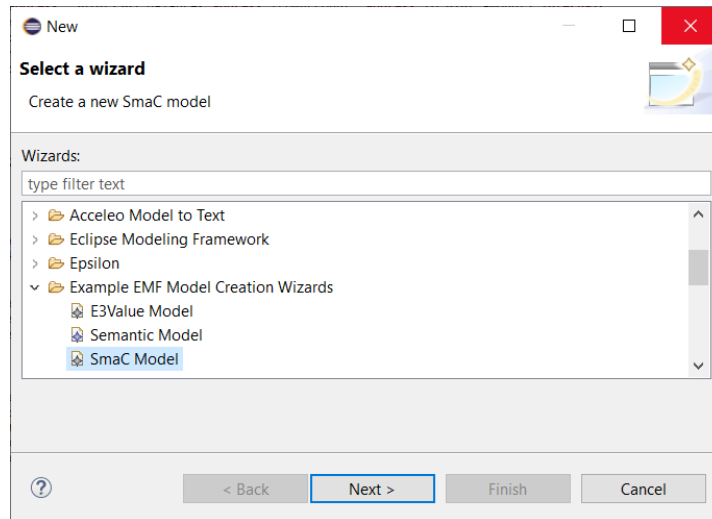 New
Select a wizard
Create a new SmaC model
Wizards:
type filter text
Acceleo Model to Text
Eclipse Modeling Framework
Epsilon
Example EMF Model Creation Wizards
E3Value Model
Semantic Model
SmaC Model
? < Back Next > Finish Cancel